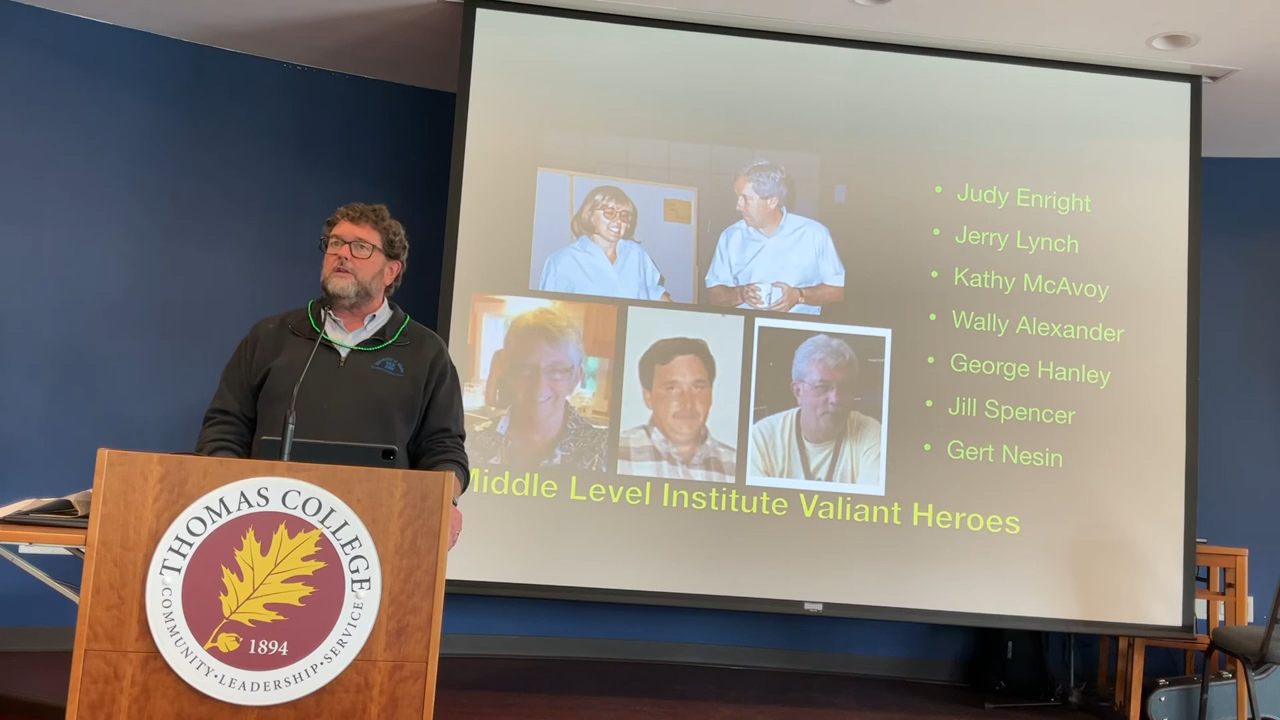 • Judy Enright
• Jerry Lynch
• Kathy McAvoy
• Wally Alexander
• George Hanley
• Jill Spencer
• Gert Nesin
Middle Level Institute Valiant Heroes
THOMAS COLLEGE
1894
COMMUNITY•LEADERSHIP•SERVICE